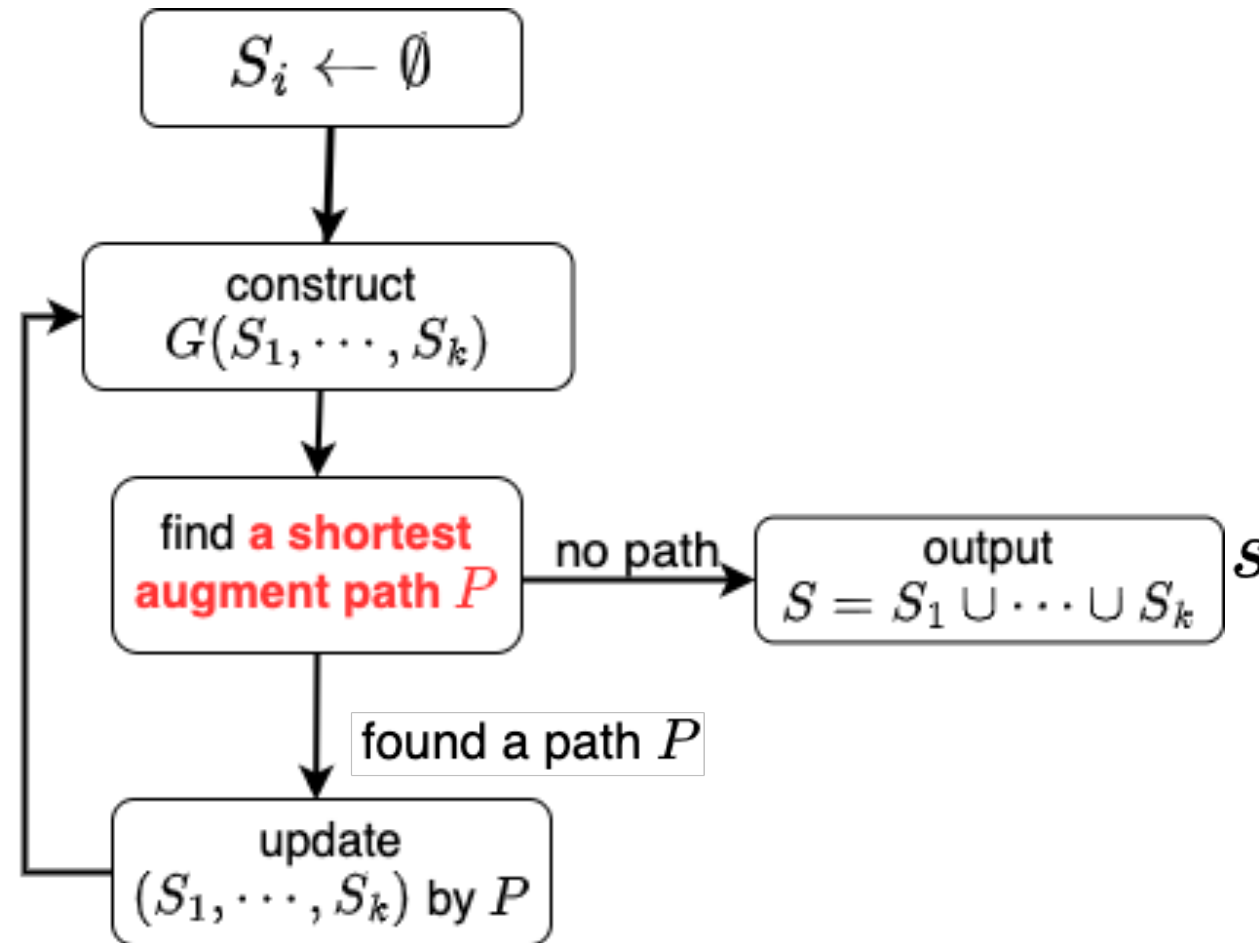 S_i ← ∅
construct
G(S_1, ⋯, S_k)
find a shortest
augment path P
no path
output
S = S_1 ∪ ⋯ ∪ S_k
found a path P
update
(S_1, ⋯, S_k) by P